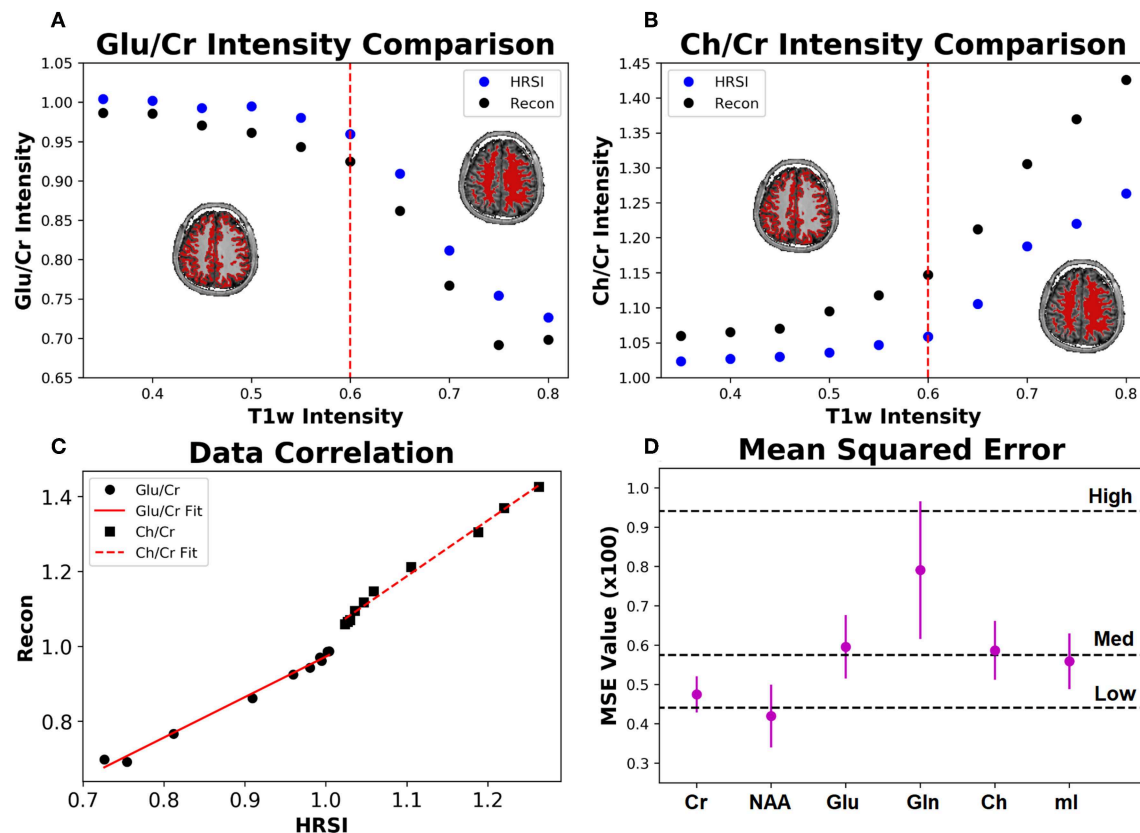 A
Glu/Cr Intensity Comparison
1.05
1.00
0.95
0.90
0.85
0.80
0.75
0.70
0.65
Glu/Cr Intensity
HRSI
Recon
0.4
0.5
0.6
0.7
0.8
T1w Intensity
B
Ch/Cr Intensity Comparison
1.45
1.40
1.35
1.30
1.25
1.20
1.15
1.10
1.05
1.00
Ch/Cr Intensity
HRSI
Recon
0.4
0.5
0.6
0.7
0.8
T1w Intensity
C
Data Correlation
1.4
1.2
1.0
0.8
Recon
Glu/Cr
Glu/Cr Fit
Ch/Cr
Ch/Cr Fit
0.7
0.8
0.9
1.0
1.1
1.2
HRSI
D
Mean Squared Error
1.0
0.9
0.8
0.7
0.6
0.5
0.4
0.3
MSE Value (x100)
High
Med
Low
Cr
NAA
Glu
Gln
Ch
mI